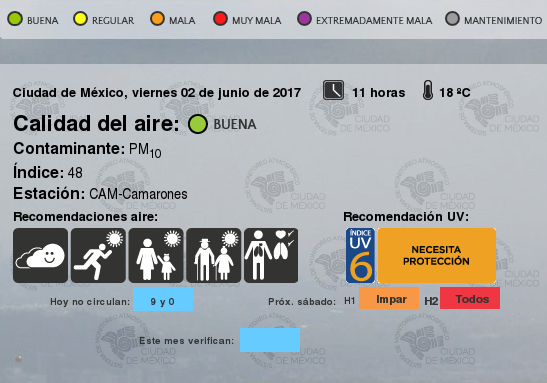 BUENA REGULAR MALA MUY MALA EXTREMADAMENTE MALA MANTENIMIENTO
Ciudad de México, viernes 02 de junio de 2017 11 horas 18 ºC
Calidad del aire: BUENA
Contaminante: PM10
Índice: 48
Estación: CAM-Camarones
Recomendaciones aire: Recomendación UV:
ÍNDICE
UV
6
NECESITA
PROTECCIÓN
Hoy no circulan: 9 y 0 Próx. sábado: H1 Impar H2 Todos
Este mes verifican: